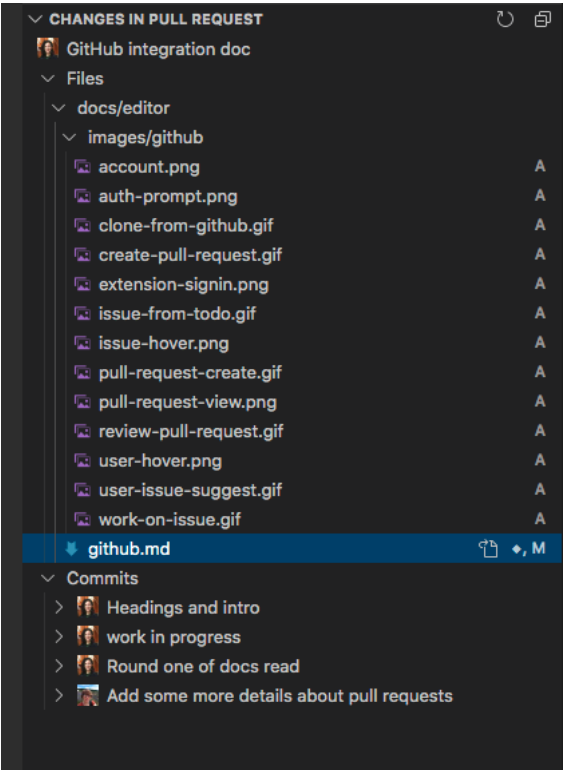 CHANGES IN PULL REQUEST
GitHub integration doc
Files
docs/editor
images/github
account.png A
auth-prompt.png A
clone-from-github.gif A
create-pull-request.gif A
extension-signin.png A
issue-from-todo.gif A
issue-hover.png A
pull-request-create.gif A
pull-request-view.png A
review-pull-request.gif A
user-hover.png A
user-issue-suggest.gif A
work-on-issue.gif A
github.md ◆, M
Commits
Headings and intro
work in progress
Round one of docs read
Add some more details about pull requests